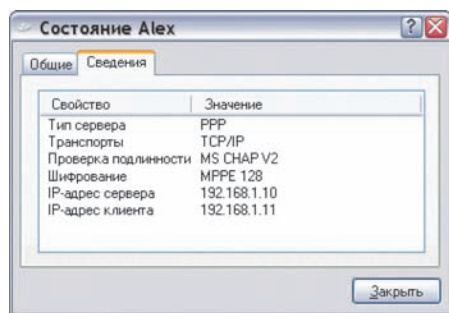 Состояние Alex
Общие Сведения
Свойство Значение
Тип сервера PPP
Транспорты TCP/IP
Проверка подлинности MS CHAP V2
Шифрование MPPE 128
IP-адрес сервера 192.168.1.10
IP-адрес клиента 192.168.1.11
Закрыть